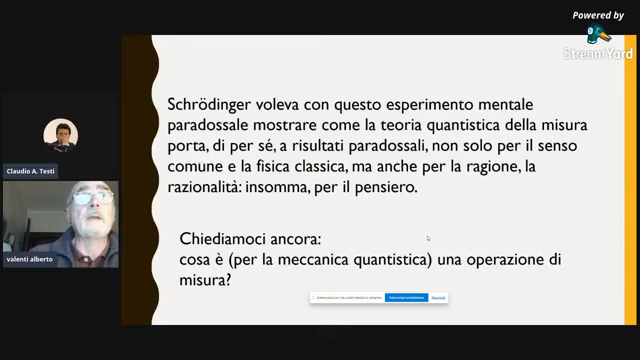 Powered by
StreamYard
Schrödinger voleva con questo esperimento mentale
paradossale mostrare come la teoria quantistica della misura
porta, di per sé, a risultati paradossali, non solo per il senso
comune e la fisica classica, ma anche per la ragione, la
razionalità: insomma, per il pensiero.
Claudio A. Testi
valenti alberto
Chiediamoci ancora:
cosa è (per la meccanica quantistica) una operazione di
misura?